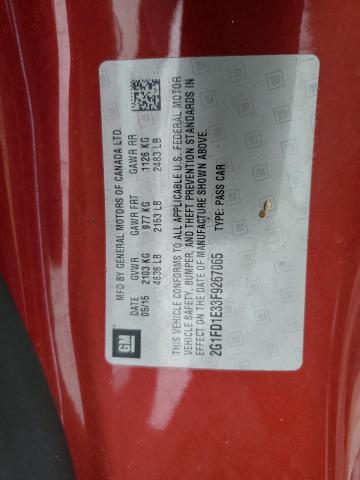 GM
MFD BY GENERAL MOTORS OF CANADA LTD.
DATE GVWR GAWR FRT GAWR RR
05/15 2103 KG 977 KG 1126 KG
4636 LB 2153 LB 2483 LB
THIS VEHICLE CONFORMS TO ALL APPLICABLE U.S. FEDERAL MOTOR
VEHICLE SAFETY, BUMPER, AND THEFT PREVENTION STANDARDS IN
EFFECT ON THE DATE OF MANUFACTURE SHOWN ABOVE.
2G1FD1E33F9267065 TYPE: PASS CAR